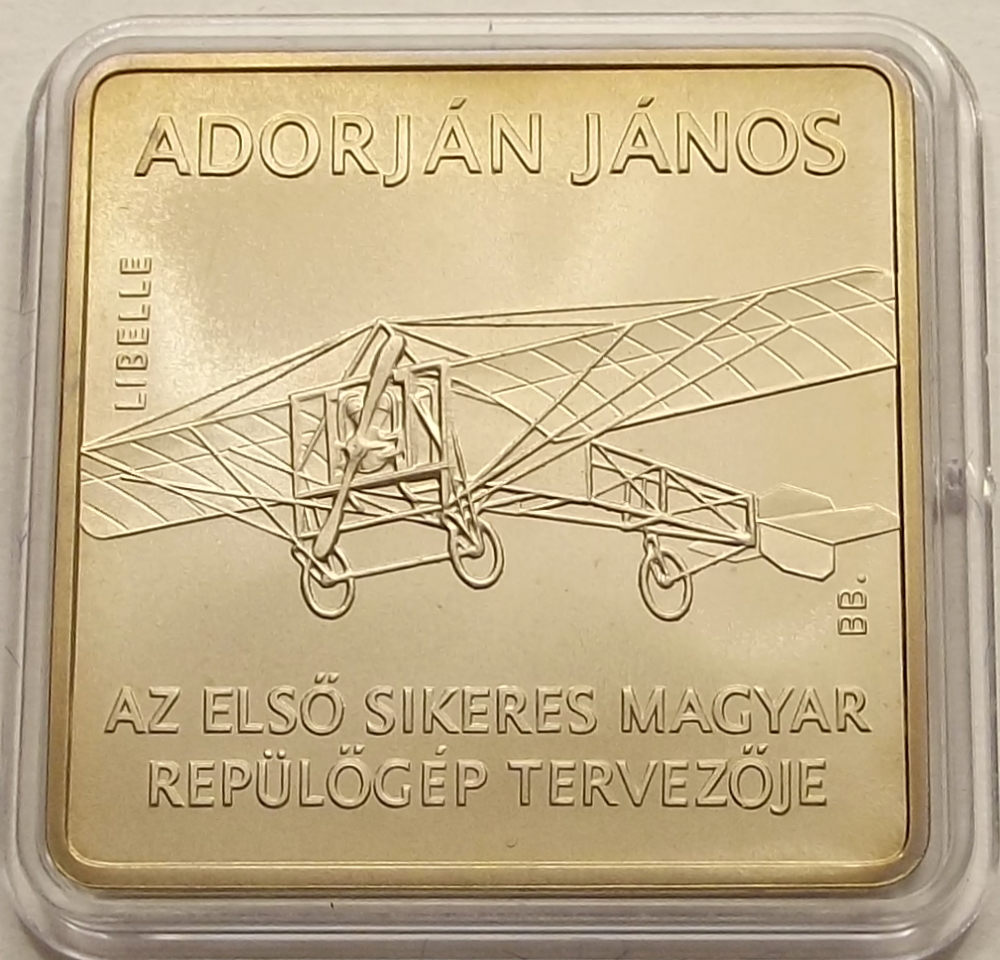 ADORJÁN JÁNOS
LIBELLE
BB.
AZ ELSŐ SIKERES MAGYAR
REPÜLŐGÉP TERVEZŐJE